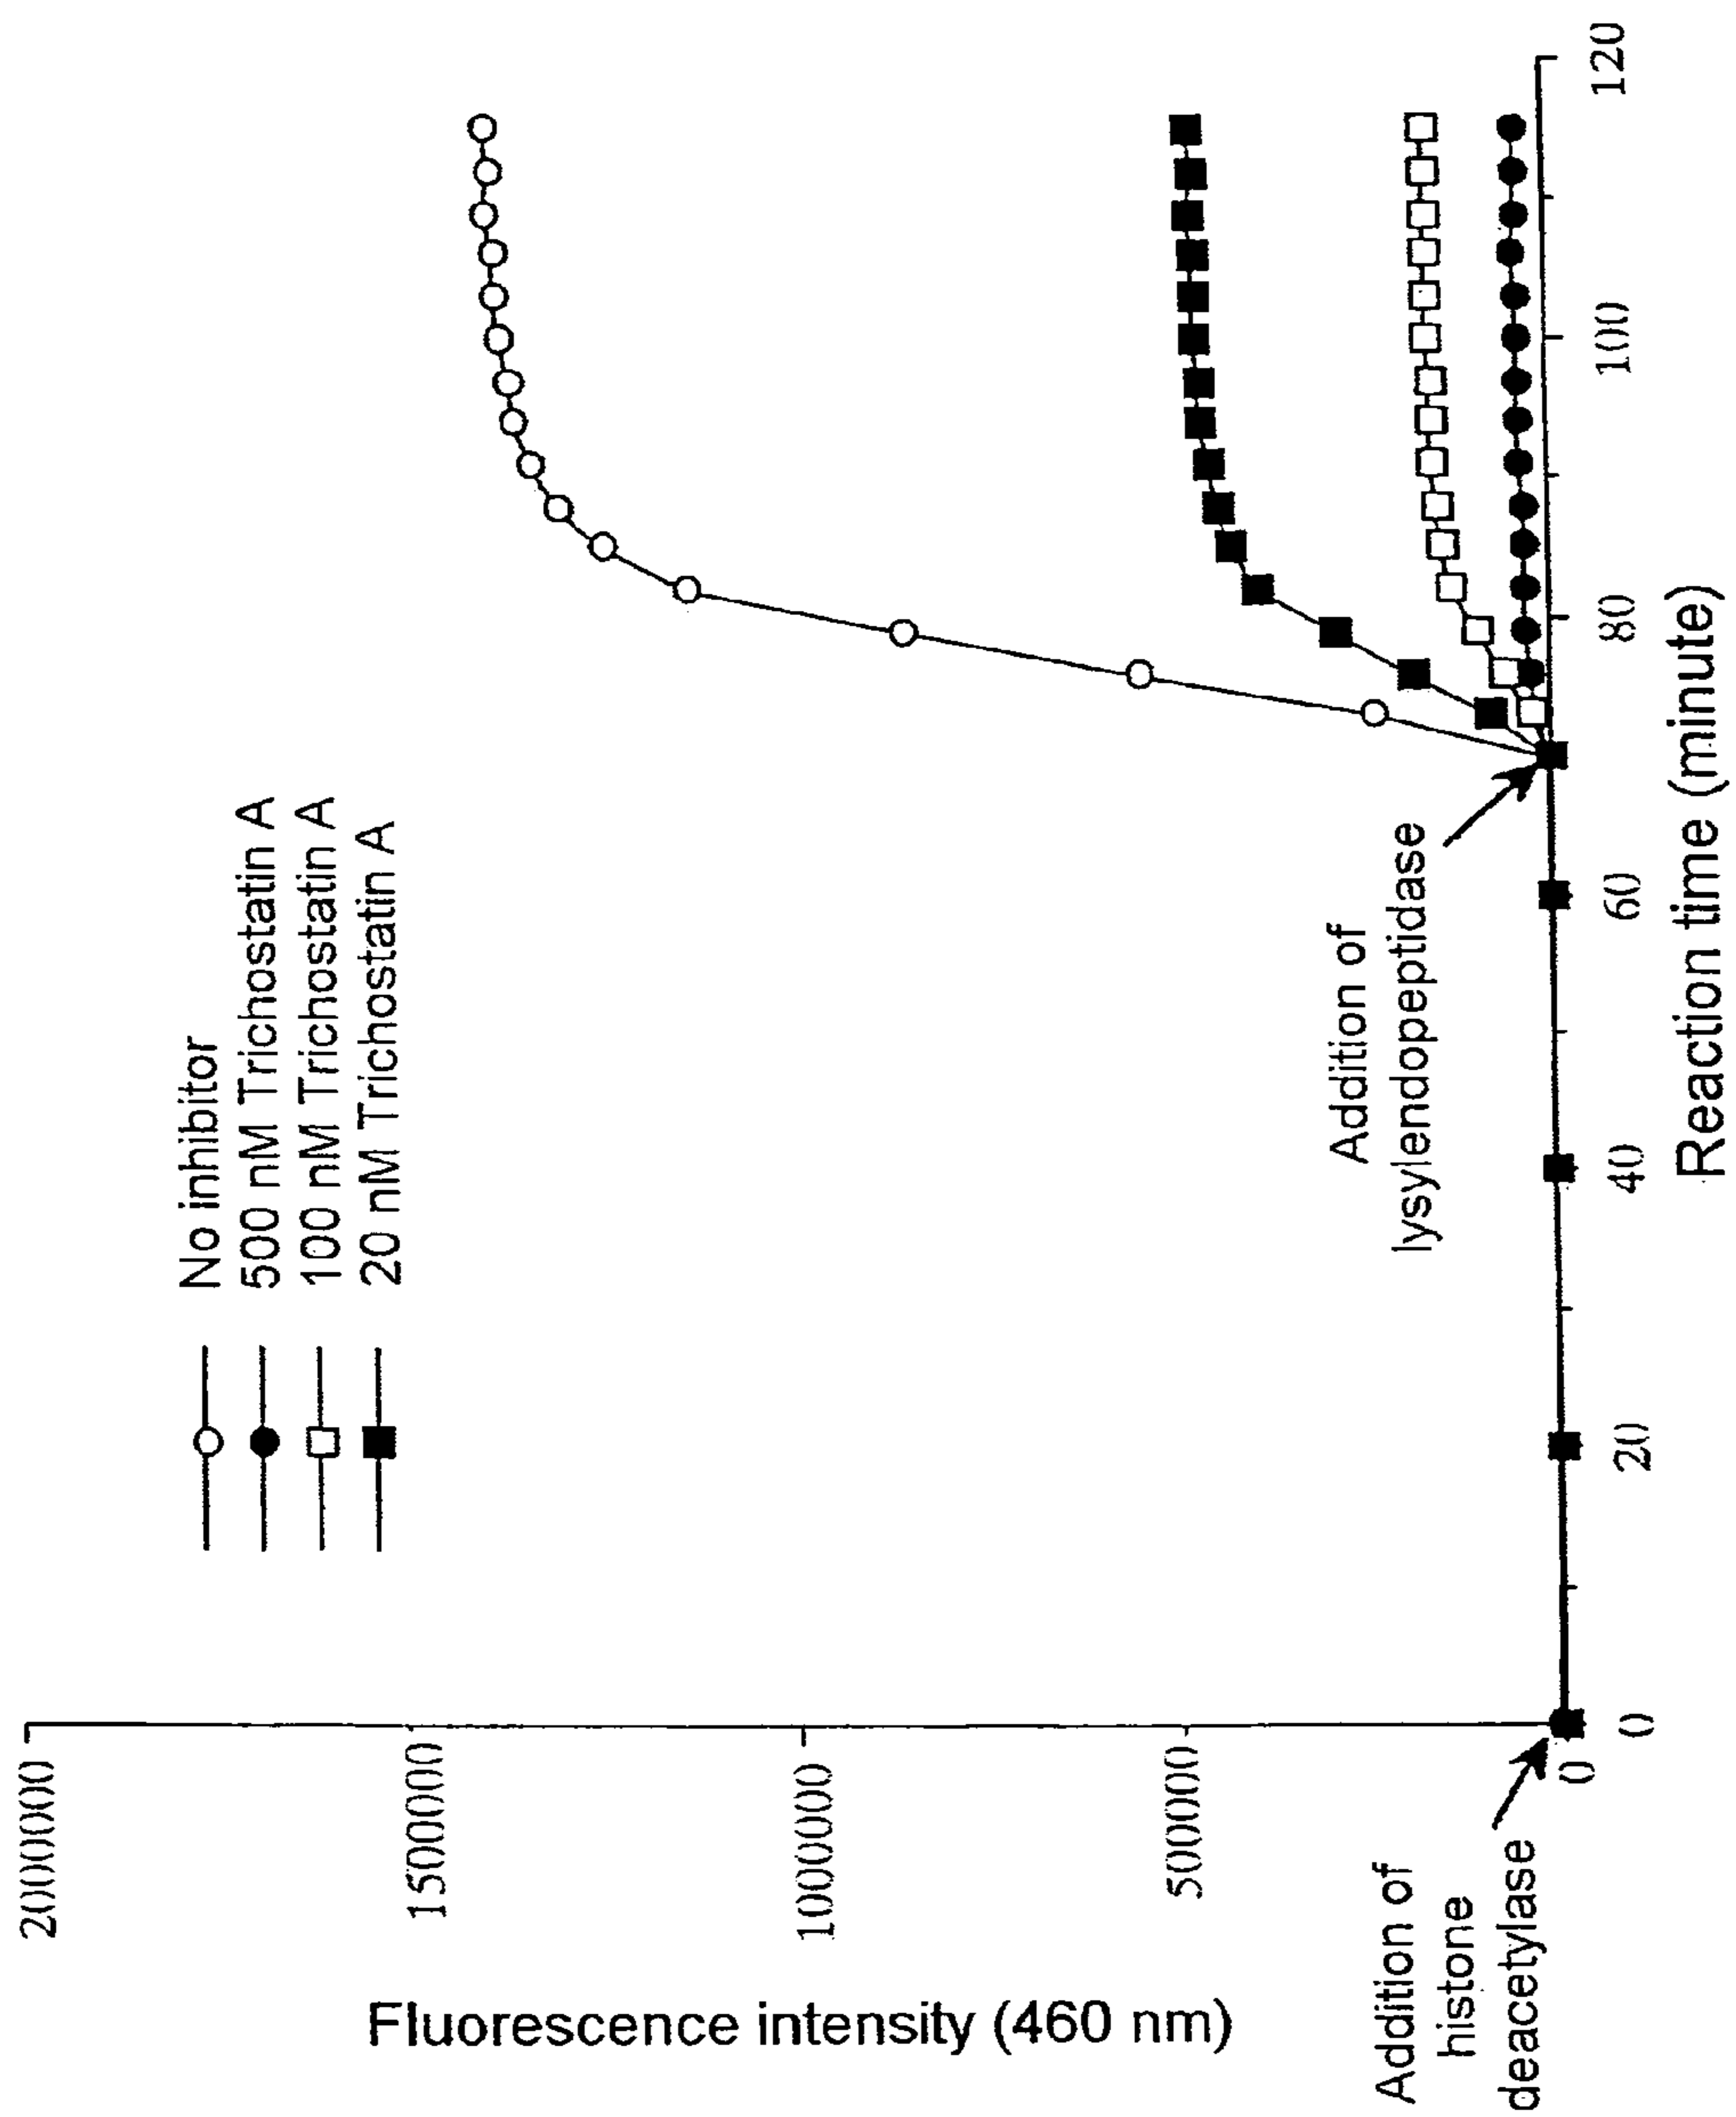 No inhibitor
500 nM Trichostatin A
100 nM Trichostatin A
20 nM Trichostatin A
2000000
1500000
1000000
500000
0
Fluorescence intensity (460 nm)
Addition of
histone
deacetylase
Addition of
lysylendopeptidase
0
20
40
60
80
100
120
Reaction time (minute)